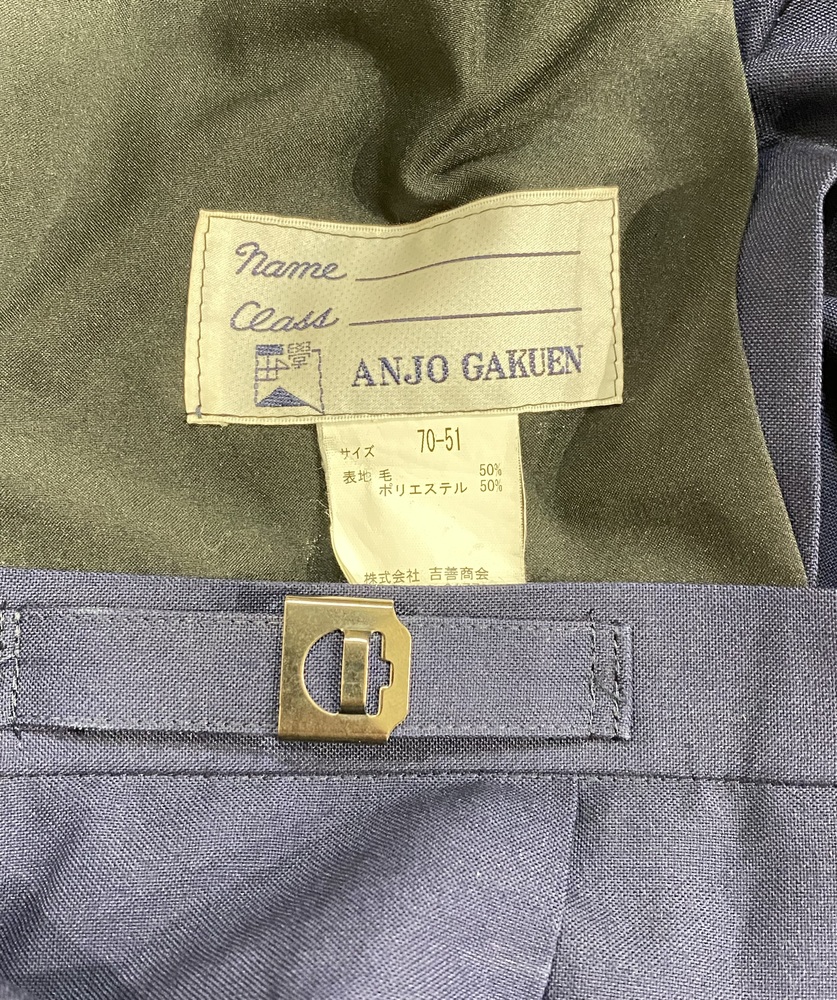 Name
Class
學 ANJO GAKUEN
サイズ 70-51
表地 毛 50%
ポリエステル 50%
株式会社 吉善商会